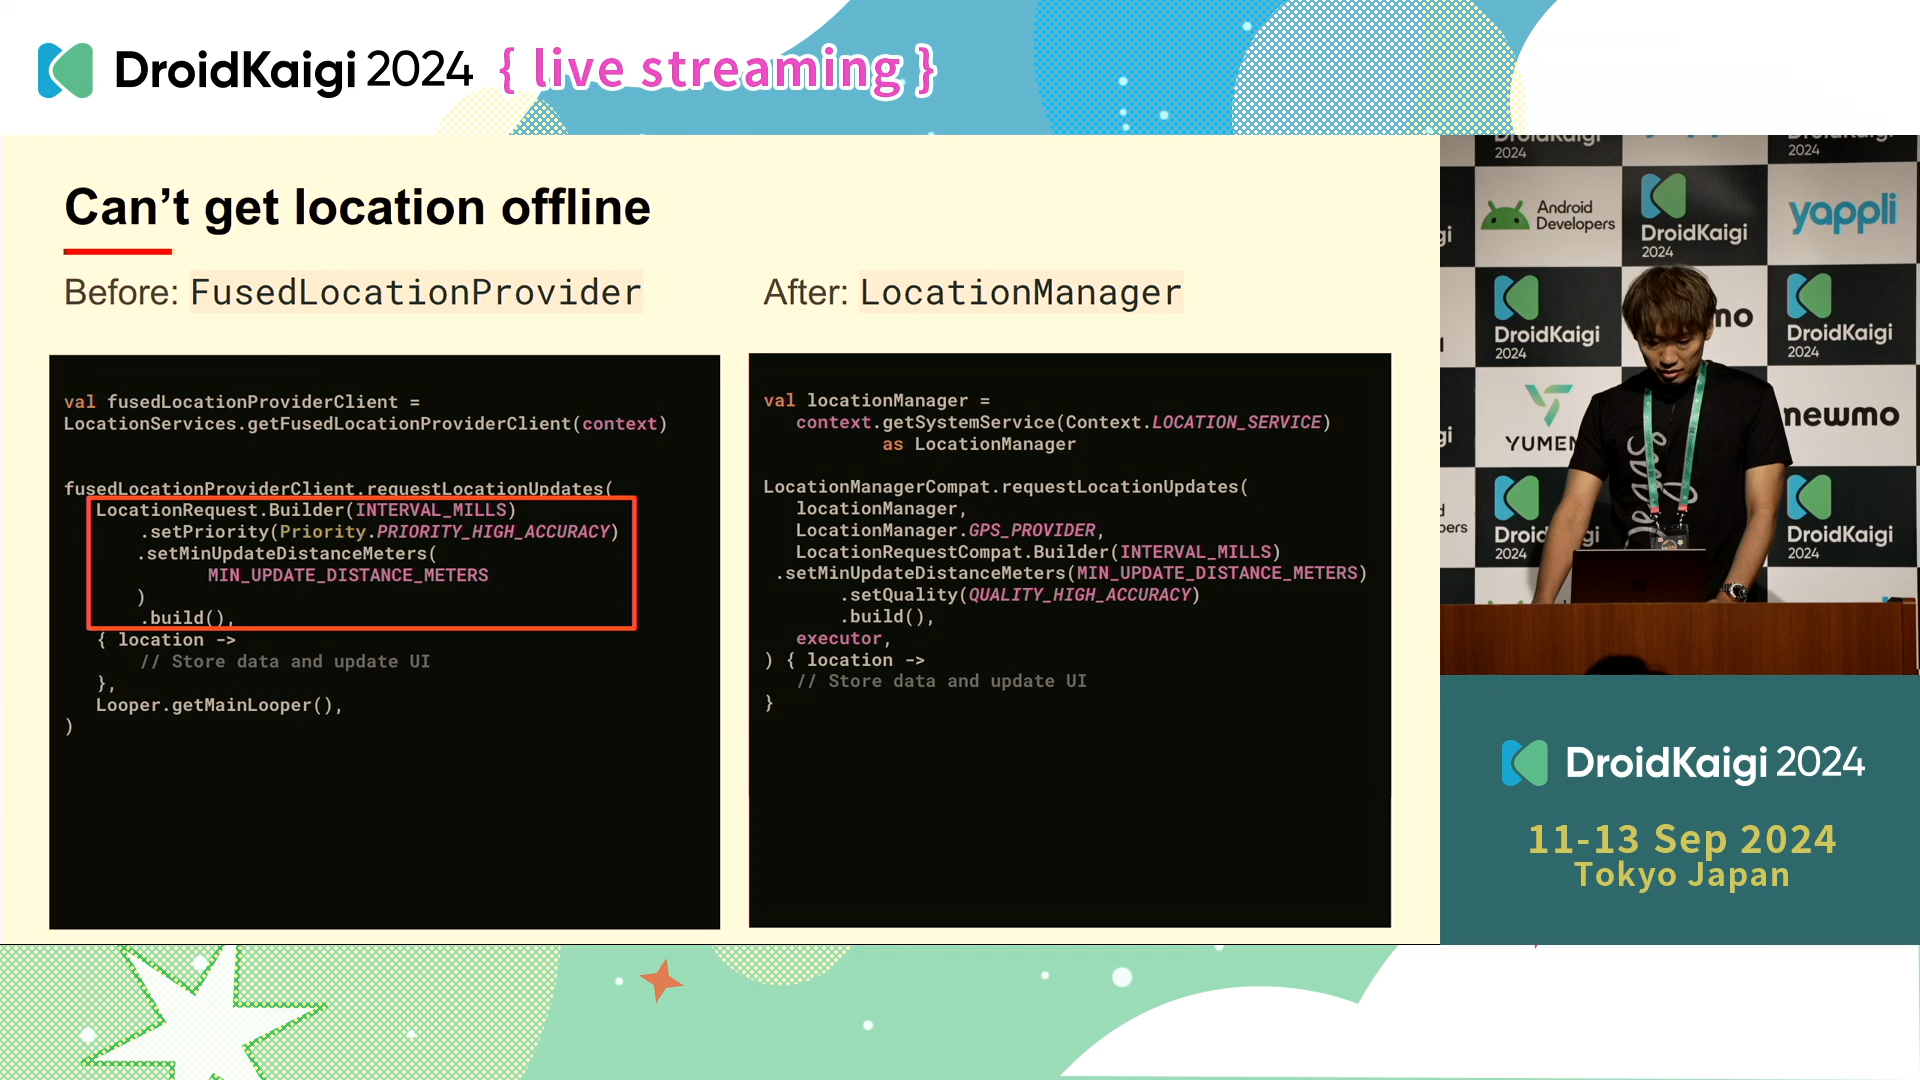 DroidKaigi 2024 { live streaming }
Can’t get location offline
Before: FusedLocationProvider
After: LocationManager
val fusedLocationProviderClient =
LocationServices.getFusedLocationProviderClient(context)
fusedLocationProviderClient.requestLocationUpdates(
LocationRequest.Builder(INTERVAL_MILLS)
.setPriority(Priority.PRIORITY_HIGH_ACCURACY)
.setMinUpdateDistanceMeters(
MIN_UPDATE_DISTANCE_METERS
)
.build(),
{ location ->
// Store data and update UI
},
Looper.getMainLooper(),
)
val locationManager =
context.getSystemService(Context.LOCATION_SERVICE)
as LocationManager
LocationManagerCompat.requestLocationUpdates(
locationManager,
LocationManager.GPS_PROVIDER,
LocationRequestCompat.Builder(INTERVAL_MILLS)
.setMinUpdateDistanceMeters(MIN_UPDATE_DISTANCE_METERS)
.setQuality(QUALITY_HIGH_ACCURACY)
.build(),
executor,
) { location ->
// Store data and update UI
}
2024
2024
Android
Developers
DroidKaigi
2024
yappli
DroidKaigi
2024
DroidKaigi
2024
YUMEM
newmo
DroidKaigi
2024
DroidKaigi 2024
11-13 Sep 2024
Tokyo Japan